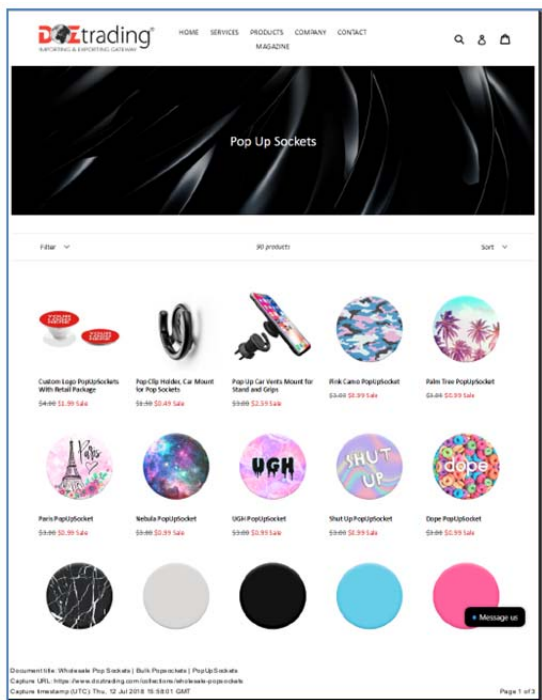 DOZtrading®
IMPORTING & EXPORTING GATEWAY
HOME SERVICES PRODUCTS COMPANY CONTACT
MAGAZINE
Pop Up Sockets
Filter
90 products
Sort
Custom Logo PopUpSockets
With Retail Package
$4.00 $1.99 Sale
Pop Clip Holder, Car Mount
for Pop Sockets
$1.50 $0.49 Sale
Pop Up Car Vents Mount for
Stand and Grips
$3.00 $2.59 Sale
Pink Camo PopUpSocket
$3.00 $0.99 Sale
Palm Tree PopUpSocket
$3.00 $0.99 Sale
Paris
Paris PopUpSocket
$3.00 $0.99 Sale
Nebula PopUpSocket
$3.00 $0.99 Sale
UGH
UGH PopUpSocket
$3.00 $0.99 Sale
SHUT
UP
Shut Up PopUpSocket
$3.00 $0.99 Sale
dope
Dope PopUpSocket
$3.00 $0.99 Sale
Message us
Document title: Wholesale Pop Sockets | Bulk Popsockets | PopUpSockets
Capture URL: https://www.doztrading.com/collections/wholesale-popsockets
Capture timestamp (UTC): Thu, 12 Jul 2018 15:58:01 GMT
Page 1 of 3